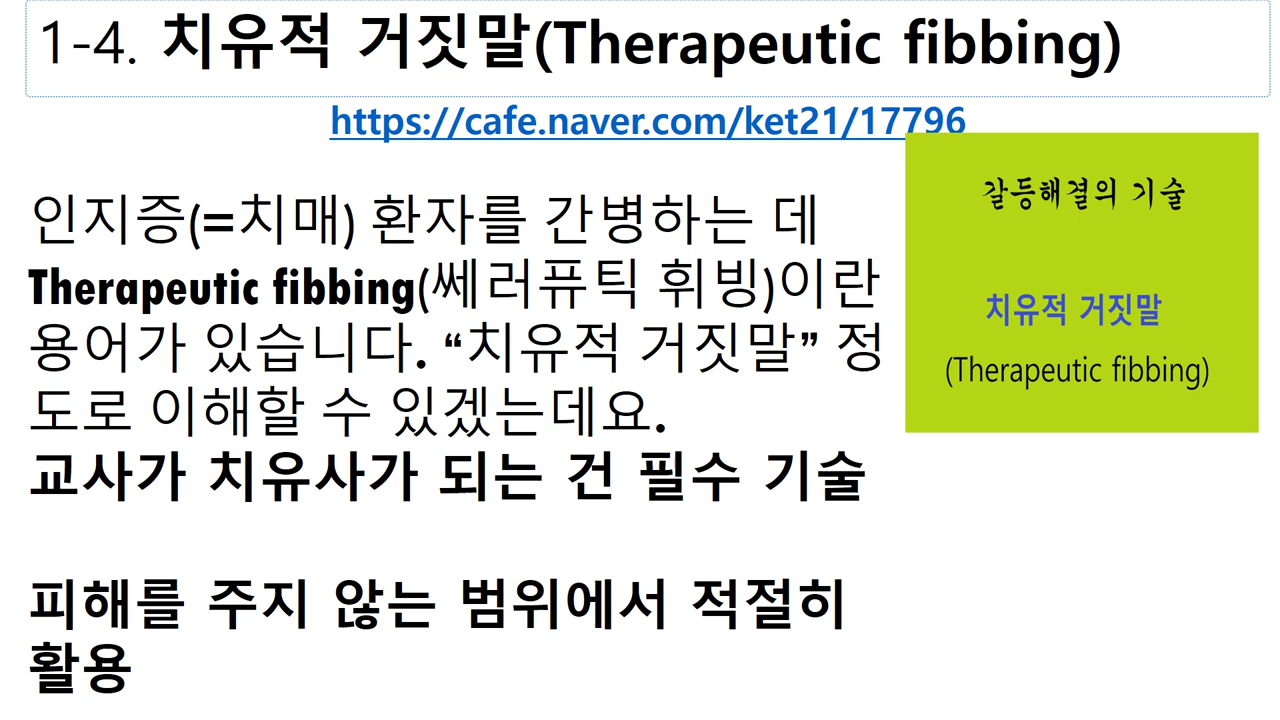 1-4. 치유적 거짓말(Therapeutic fibbing)
https://cafe.naver.com/ket21/17796
인지증(=치매) 환자를 간병하는 데
Therapeutic fibbing(쎄러퓨틱 휘빙)이란
용어가 있습니다. “치유적 거짓말” 정
도로 이해할 수 있겠는데요.
교사가 치유사가 되는 건 필수 기술
피해를 주지 않는 범위에서 적절히
활용
갈등해결의 기술
치유적 거짓말
(Therapeutic fibbing)